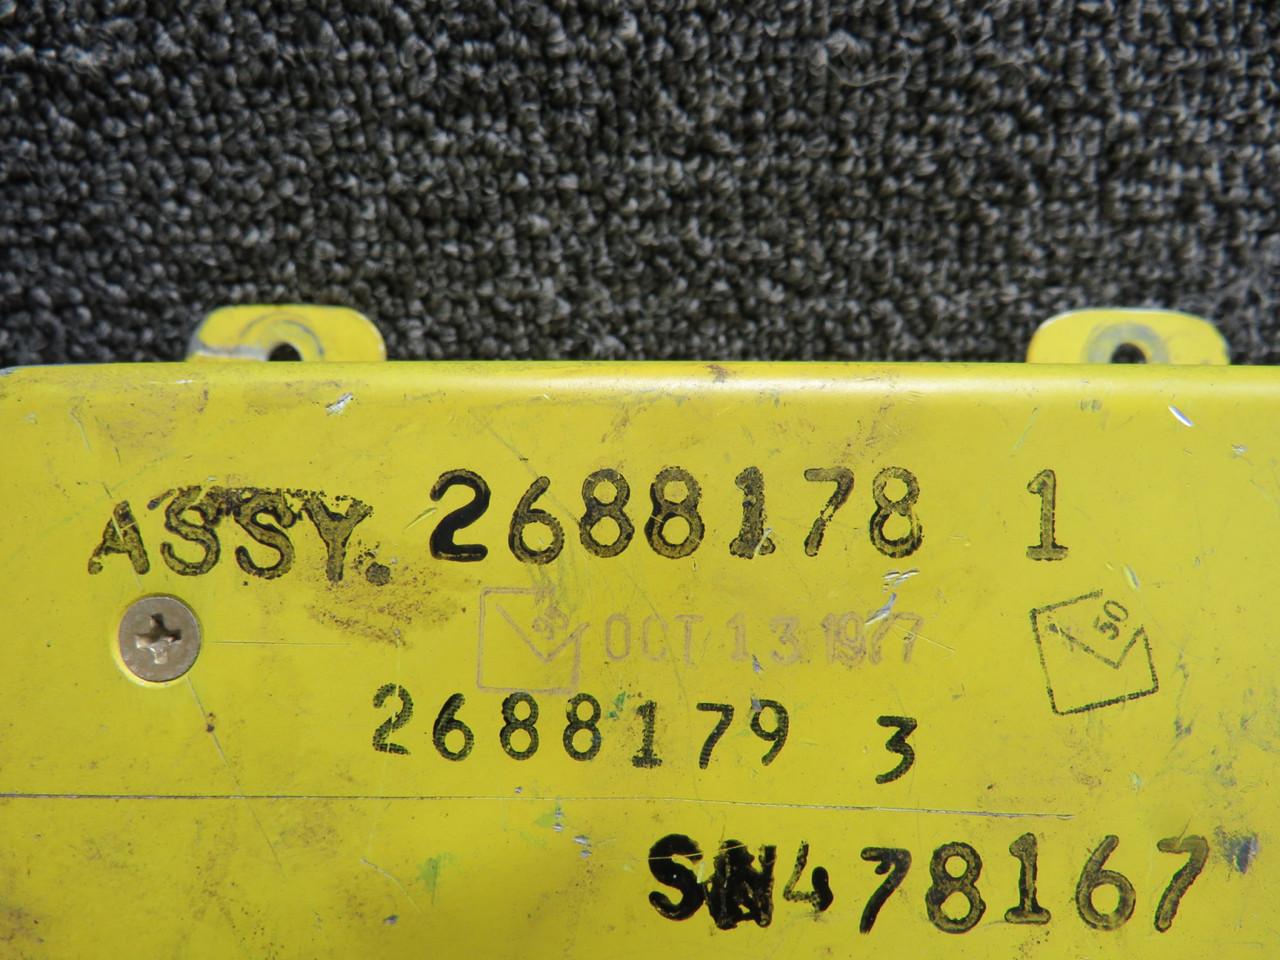 ASSY. 2688178 1
OCT 13 1977
50
2688179 3
SN478167